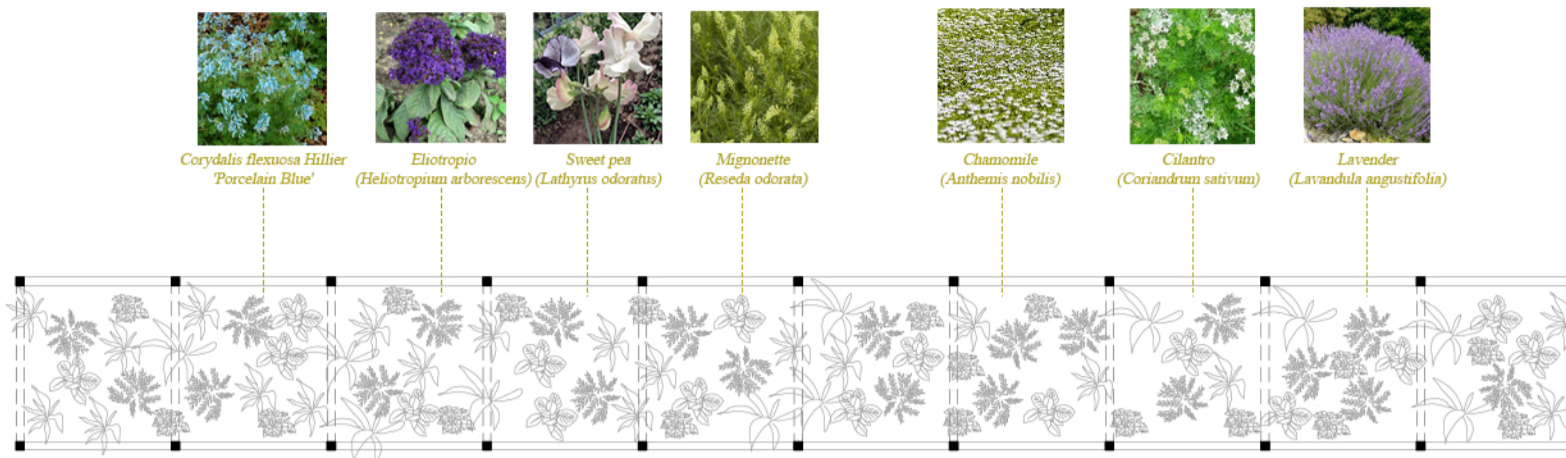 Corydalis flexuosa Hillier
'Porcelain Blue'
Eliotropio
(Heliotropium arborescens)
Sweet pea
(Lathyrus odoratus)
Mignonette
(Reseda odorata)
Chamomile
(Anthemis nobilis)
Cilantro
(Coriandrum sativum)
Lavender
(Lavandula angustifolia)